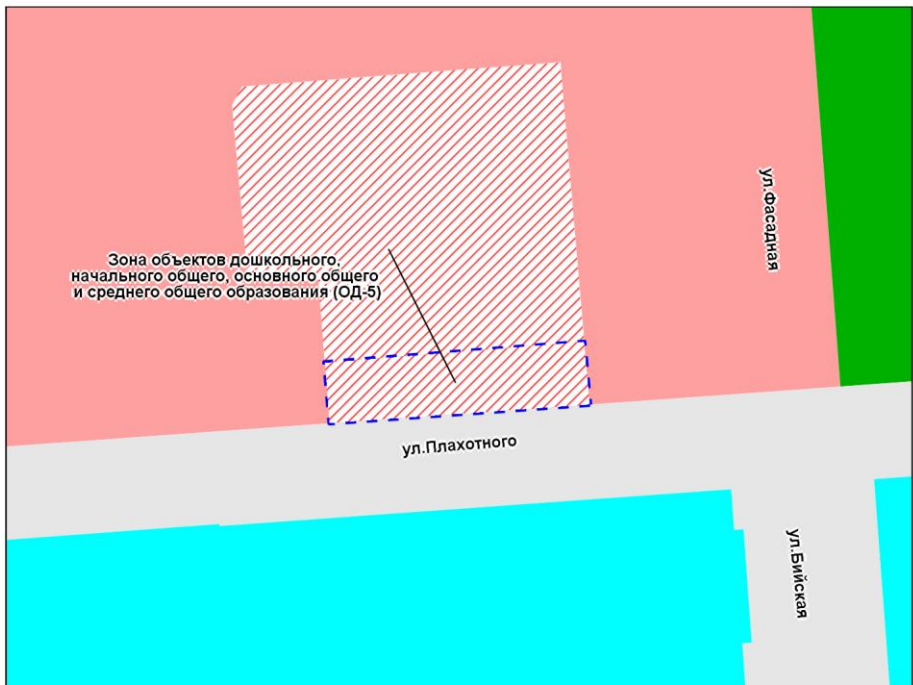 ул.Фасадная
Зона объектов дошкольного,
начального общего, основного общего
и среднего общего образования (ОД-5)
ул.Плахотного
ул.Бийская